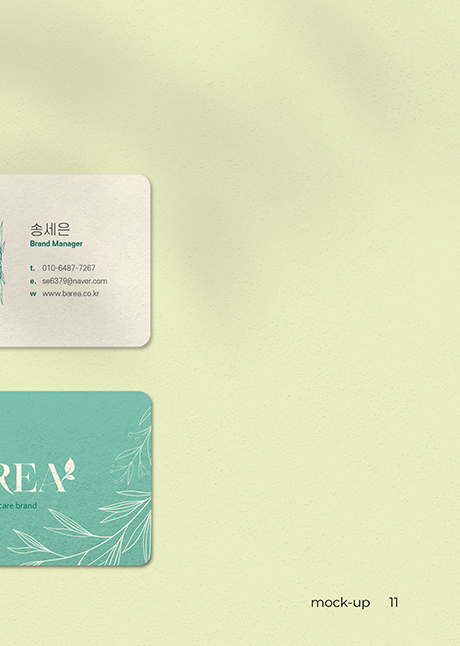 송세은
Brand Manager
t. 010-6487-7267
e. se6379@naver.com
w www.barea.co.kr
REA
care brand
mock-up 11